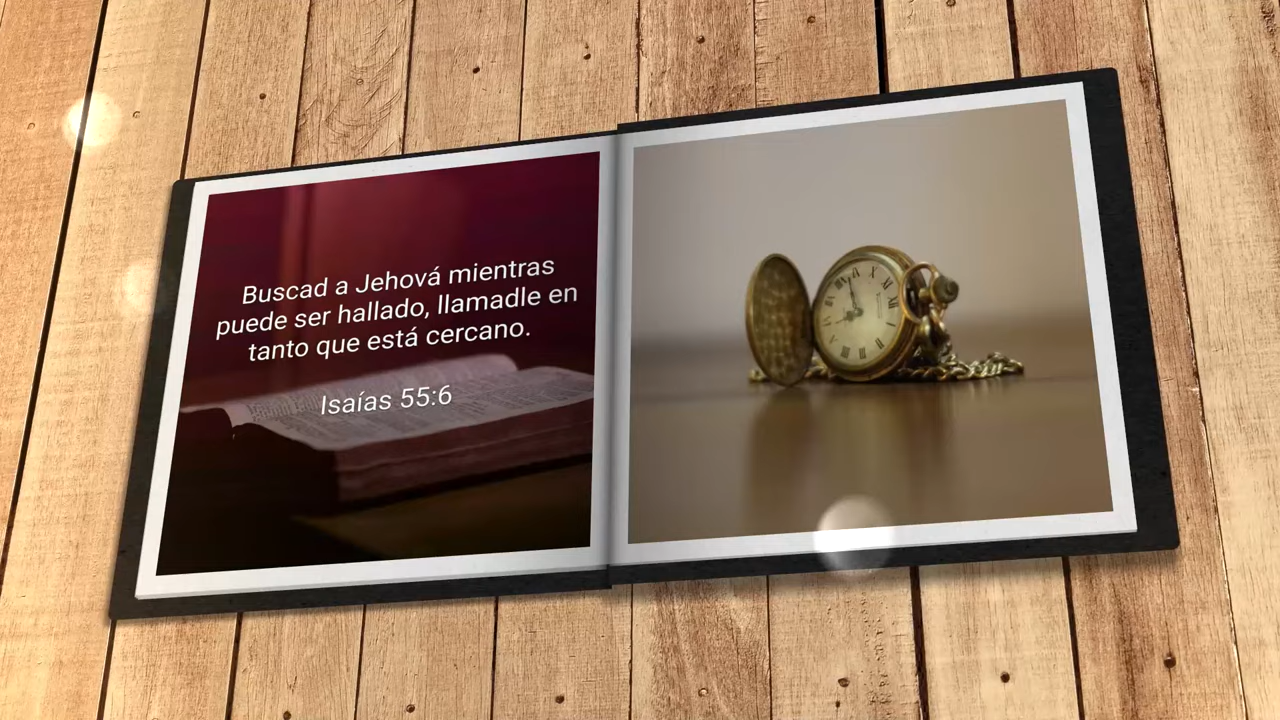 Buscad a Jehová mientras
puede ser hallado, llamadle en
tanto que está cercano.
Isaías 55:6